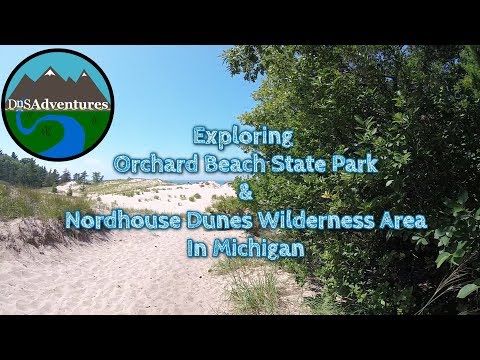 DnSAdventures
Exploring
Orchard Beach State Park
&
Nordhouse Dunes Wilderness Area
In Michigan